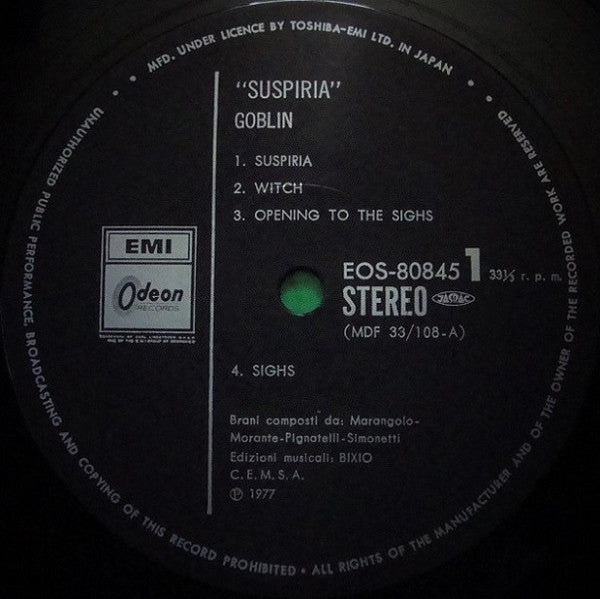 MFD. UNDER LICENCE BY TOSHIBA-EMI LTD. IN JAPAN
"SUSPIRIA"
GOBLIN
1. SUSPIRIA
2. WITCH
3. OPENING TO THE SIGHS
EMI
Odeon
RECORDS
EOS-80845 1 33⅓ r. p. m.
STEREO JASRAC
(MDF 33/108-A)
4. SIGHS
Brani composti da: Marangolo-
Morante-Pignatelli-Simonetti
Edizioni musicali: BIXIO
C. E. M. S. A.
Ⓟ 1977
UNAUTHORIZED PUBLIC PERFORMANCE, BROADCASTING AND COPYING OF THIS RECORD PROHIBITED • ALL RIGHTS OF THE MANUFACTURER AND OF THE OWNER OF THE RECORDED WORK ARE RESERVED